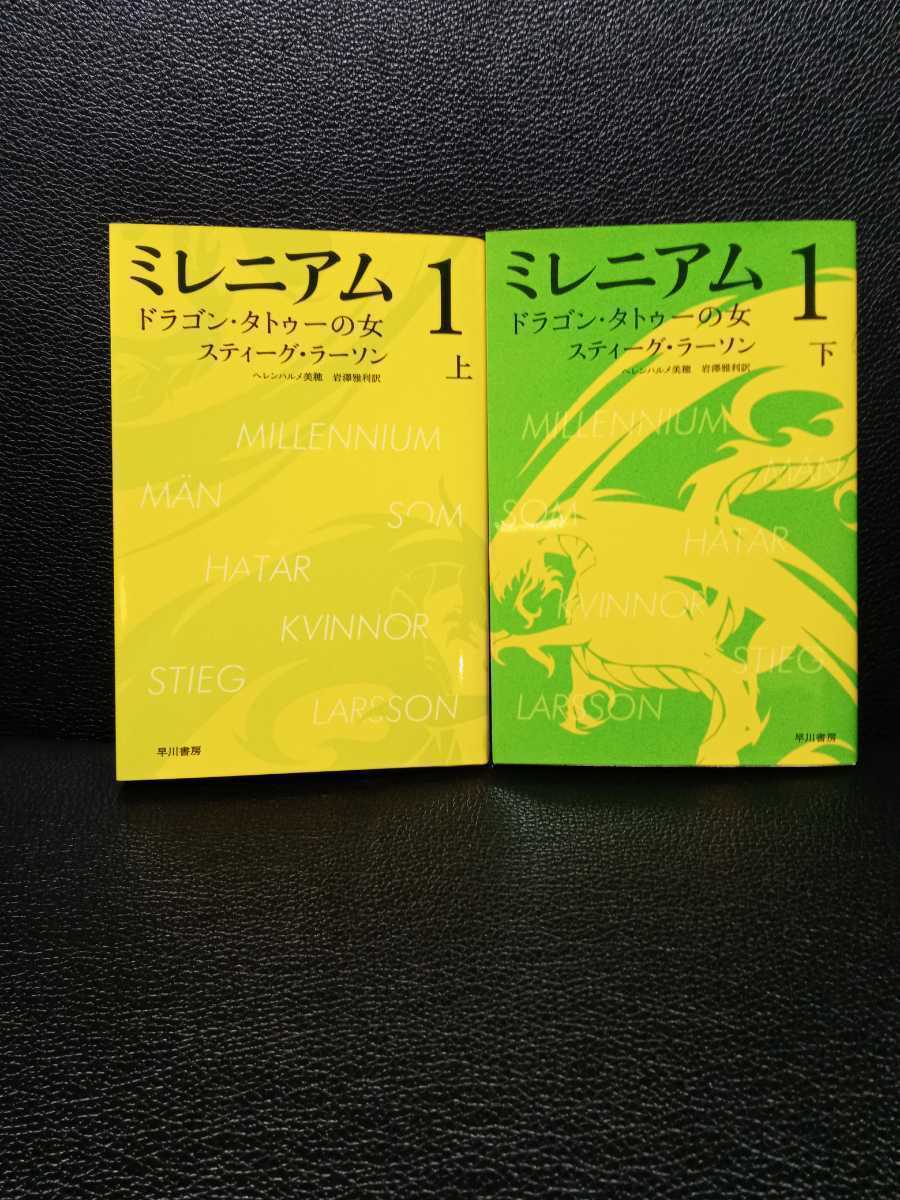 ミレニアム 1
ドラゴン・タトゥーの女
スティーグ・ラーソン
上
ヘレンハルメ美穂 岩澤雅利訳
MILLENNIUM
MÄN
SOM
HATAR
KVINNOR
STIEG
LARSSON
早川書房
ミレニアム 1
ドラゴン・タトゥーの女
スティーグ・ラーソン
下
ヘレンハルメ美穂 岩澤雅利訳
MILLENNIUM
MÄN
SOM
HATAR
KVINNOR
STIEG
LARSSON
早川書房